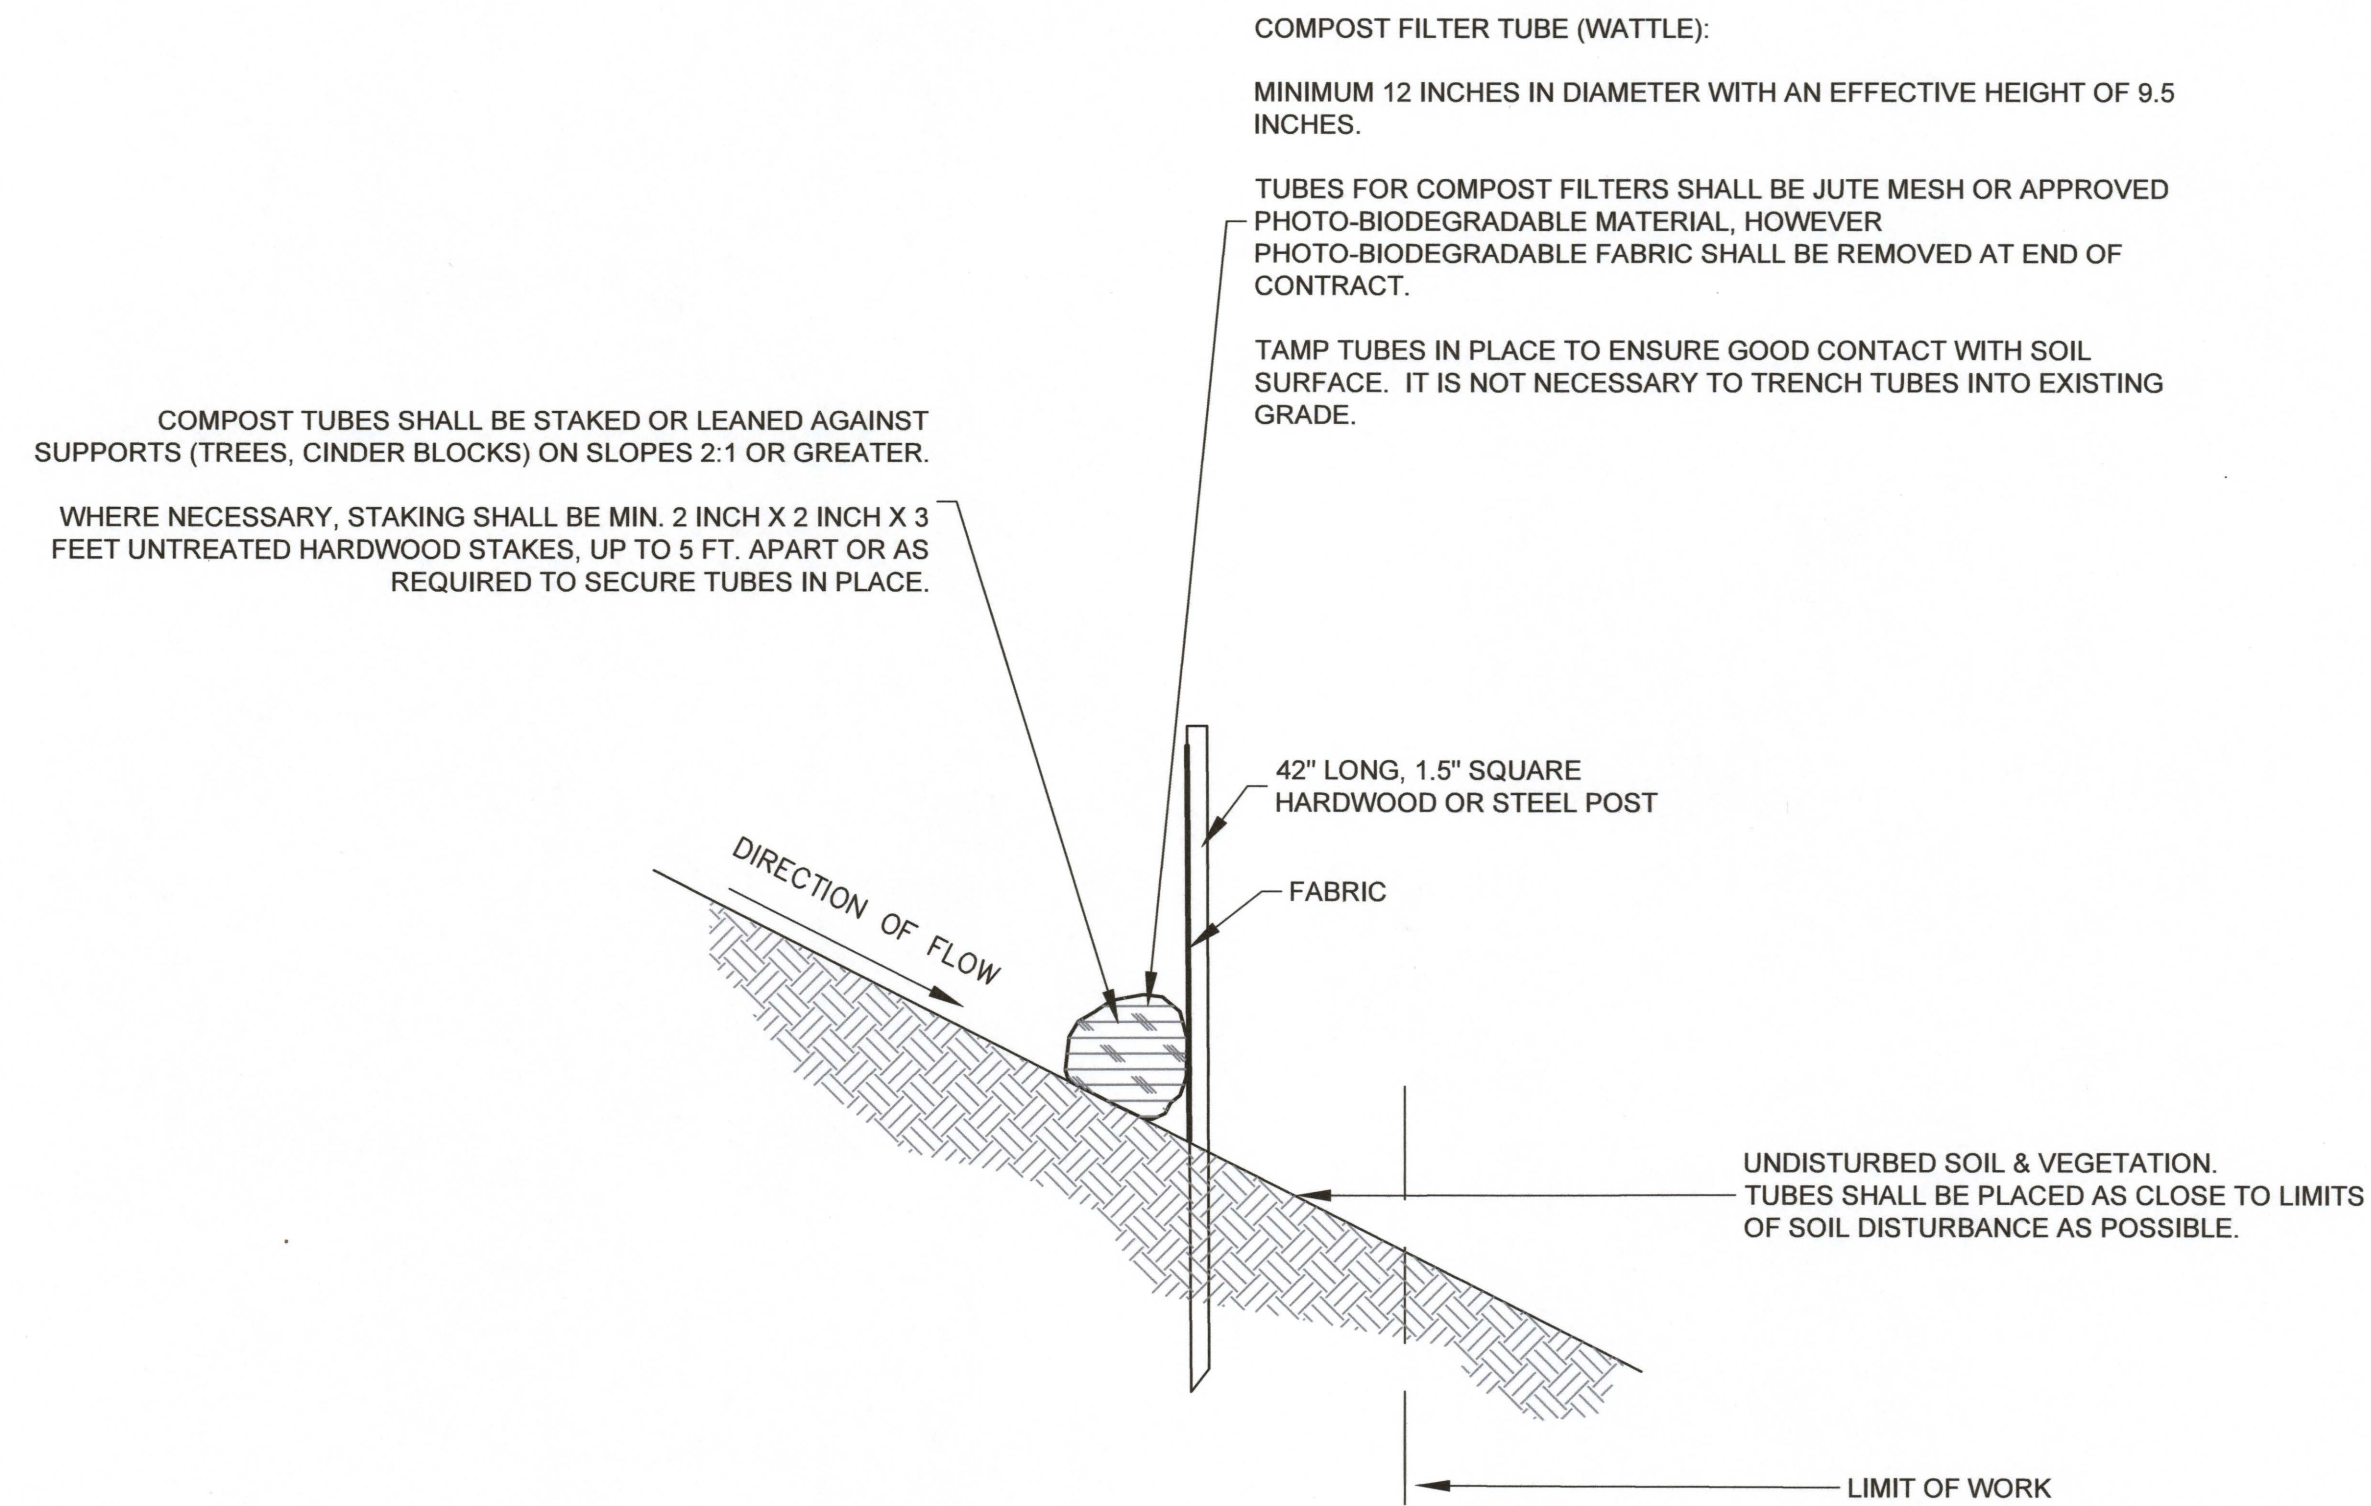 COMPOST FILTER TUBE (WATTLE):
MINIMUM 12 INCHES IN DIAMETER WITH AN EFFECTIVE HEIGHT OF 9.5
INCHES.
TUBES FOR COMPOST FILTERS SHALL BE JUTE MESH OR APPROVED
PHOTO-BIODEGRADABLE MATERIAL, HOWEVER
PHOTO-BIODEGRADABLE FABRIC SHALL BE REMOVED AT END OF
CONTRACT.
TAMP TUBES IN PLACE TO ENSURE GOOD CONTACT WITH SOIL
SURFACE. IT IS NOT NECESSARY TO TRENCH TUBES INTO EXISTING
GRADE.
COMPOST TUBES SHALL BE STAKED OR LEANED AGAINST
SUPPORTS (TREES, CINDER BLOCKS) ON SLOPES 2:1 OR GREATER.
WHERE NECESSARY, STAKING SHALL BE MIN. 2 INCH X 2 INCH X 3
FEET UNTREATED HARDWOOD STAKES, UP TO 5 FT. APART OR AS
REQUIRED TO SECURE TUBES IN PLACE.
42" LONG, 1.5" SQUARE
HARDWOOD OR STEEL POST
FABRIC
DIRECTION OF FLOW
UNDISTURBED SOIL & VEGETATION.
TUBES SHALL BE PLACED AS CLOSE TO LIMITS
OF SOIL DISTURBANCE AS POSSIBLE.
LIMIT OF WORK